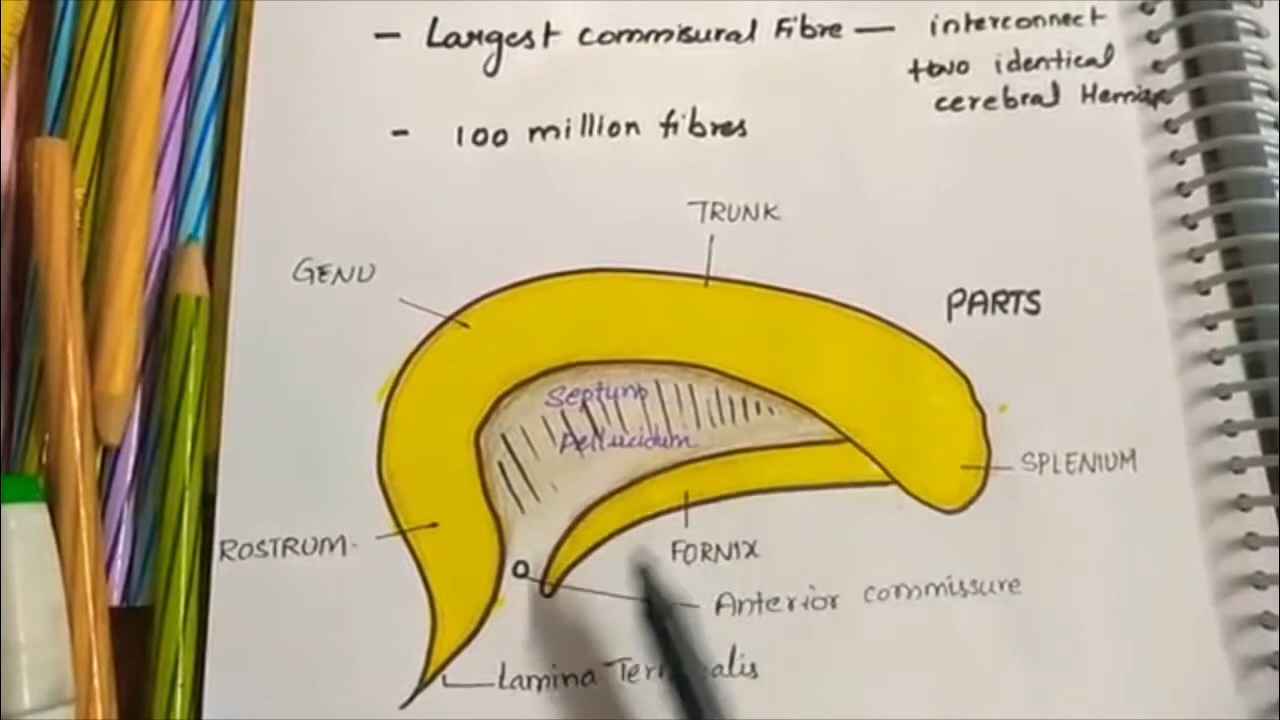 - Largest commisural Fibre — interconnect
two identical
cerebral
- 100 million fibres
TRUNK
GENU
PARTS
Septum
pellucidum
SPLENIUM
ROSTRUM-
FORNIX
Anterior commissure
Lamina